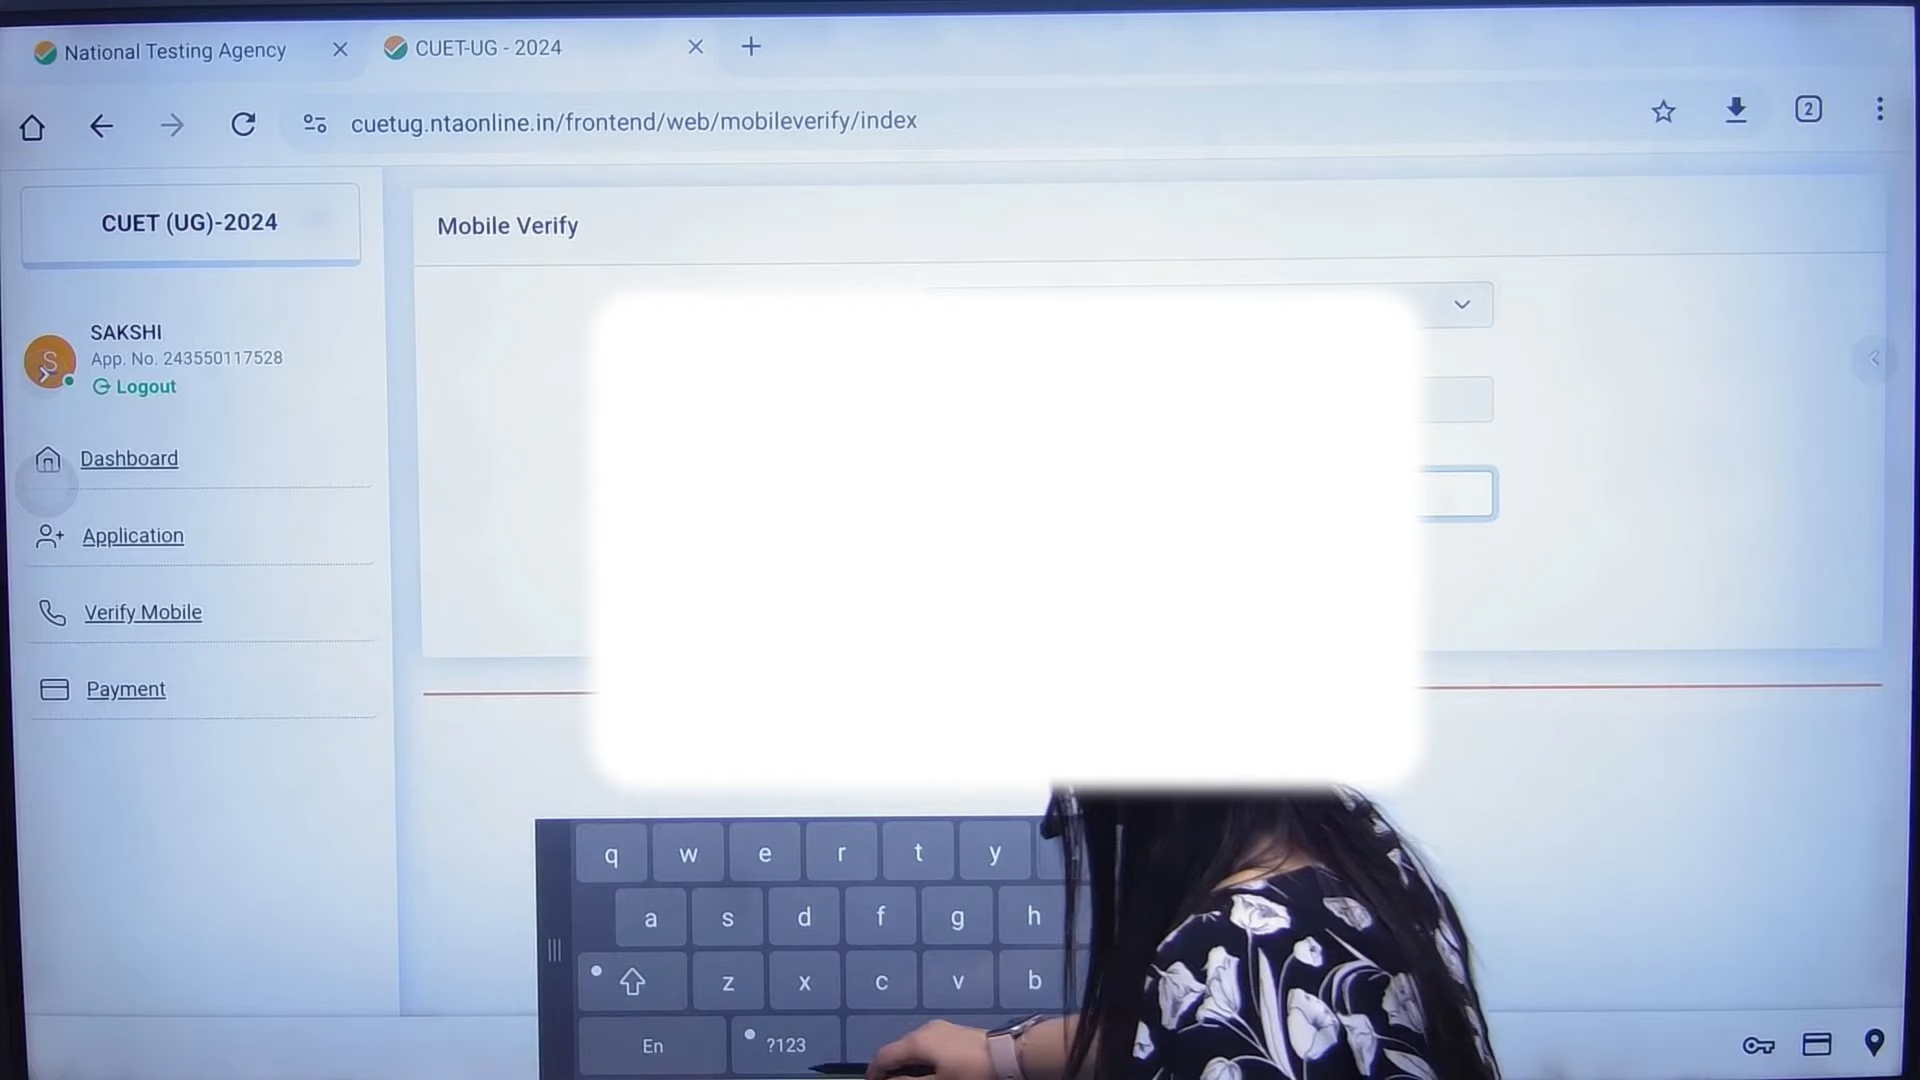 National Testing Agency
CUET-UG - 2024
cuetug.ntaonline.in/frontend/web/mobileverify/index
2
CUET (UG)-2024
Mobile Verify
S
SAKSHI
App. No. 243550117528
Logout
Dashboard
Application
Verify Mobile
Payment
q w e r t y
a s d f g h
z x c v b
En ?123